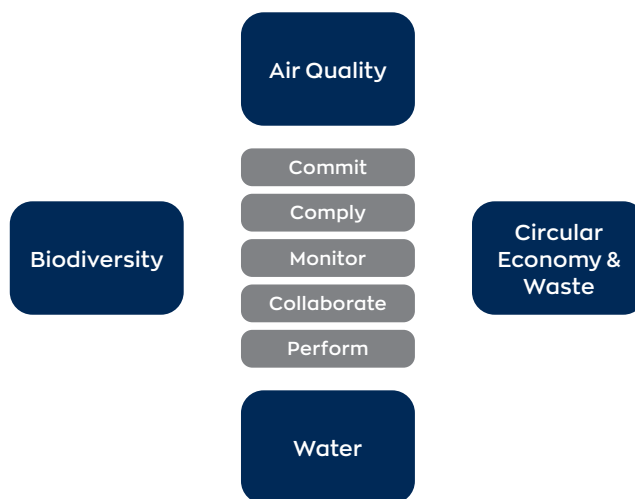 Air Quality
Commit
Comply
Biodiversity
Monitor
Circular
Economy &
Waste
Collaborate
Perform
Water